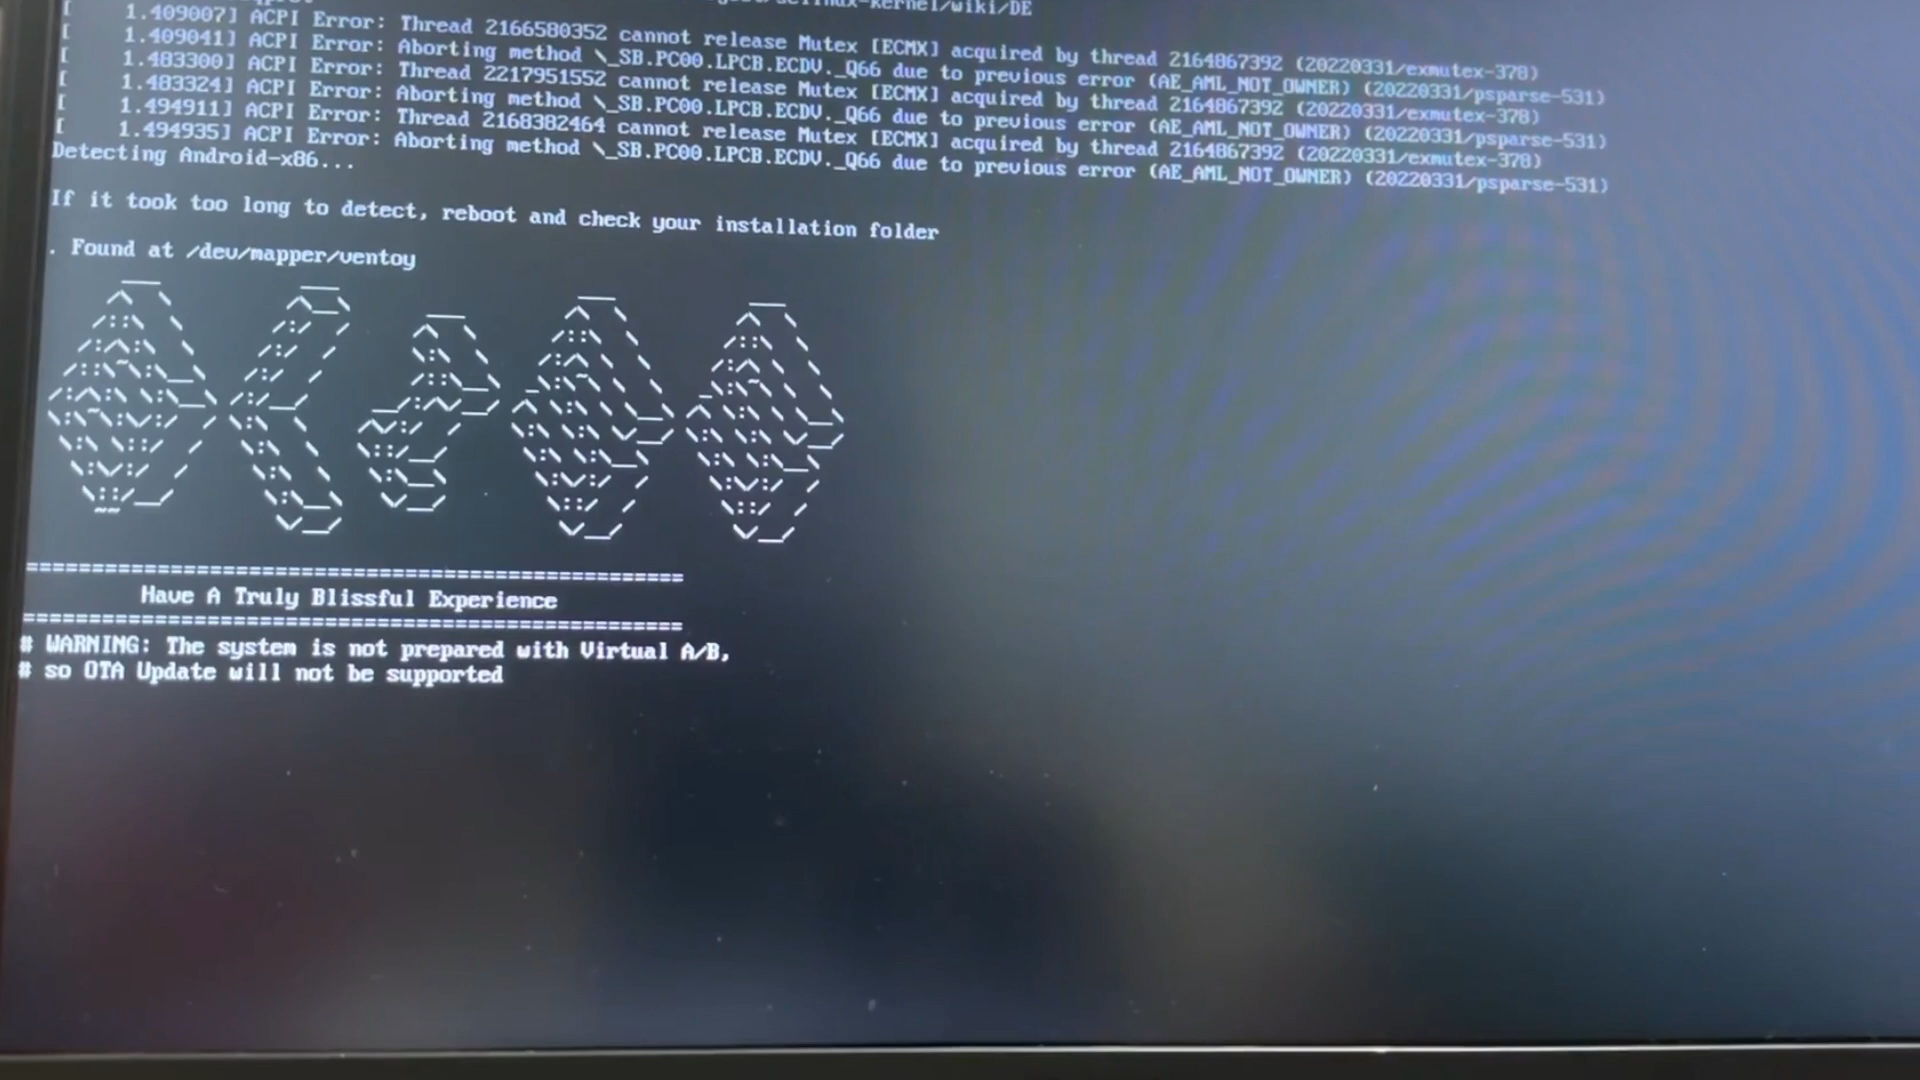 -kernel/wiki/DE
[    1.409007] ACPI Error: Thread 2166580352 cannot release Mutex [ECMX] acquired by thread 2164867392 (20220331/exmutex-378)
[    1.409041] ACPI Error: Aborting method \_SB.PC00.LPCB.ECDV._Q66 due to previous error (AE_AML_NOT_OWNER) (20220331/psparse-531)
[    1.483300] ACPI Error: Thread 2217951552 cannot release Mutex [ECMX] acquired by thread 2164867392 (20220331/exmutex-378)
[    1.483324] ACPI Error: Aborting method \_SB.PC00.LPCB.ECDV._Q66 due to previous error (AE_AML_NOT_OWNER) (20220331/psparse-531)
[    1.494911] ACPI Error: Thread 2168382464 cannot release Mutex [ECMX] acquired by thread 2164867392 (20220331/exmutex-378)
[    1.494935] ACPI Error: Aborting method \_SB.PC00.LPCB.ECDV._Q66 due to previous error (AE_AML_NOT_OWNER) (20220331/psparse-531)
Detecting Android-x86...
If it took too long to detect, reboot and check your installation folder
. Found at /dev/mapper/ventoy
==================================================
Have A Truly Blissful Experience
==================================================
# WARNING: The system is not prepared with Virtual A/B,
# so OTA Update will not be supported